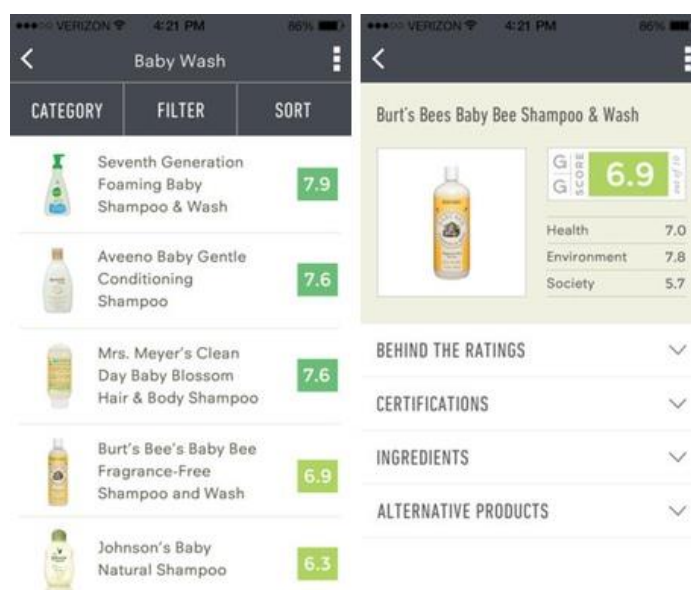 VERIZON 4:21 PM 86%
Baby Wash
CATEGORY FILTER SORT
Seventh Generation
Foaming Baby
Shampoo & Wash
7.9
Aveeno Baby Gentle
Conditioning
Shampoo
7.6
Mrs. Meyer's Clean
Day Baby Blossom
Hair & Body Shampoo
7.6
Burt's Bee's Baby Bee
Fragrance-Free
Shampoo and Wash
6.9
Johnson's Baby
Natural Shampoo
6.3
VERIZON 4:21 PM 86%
Burt's Bees Baby Bee Shampoo & Wash
GG SCORE 6.9 out of 10
Health 7.0
Environment 7.8
Society 5.7
BEHIND THE RATINGS
CERTIFICATIONS
INGREDIENTS
ALTERNATIVE PRODUCTS